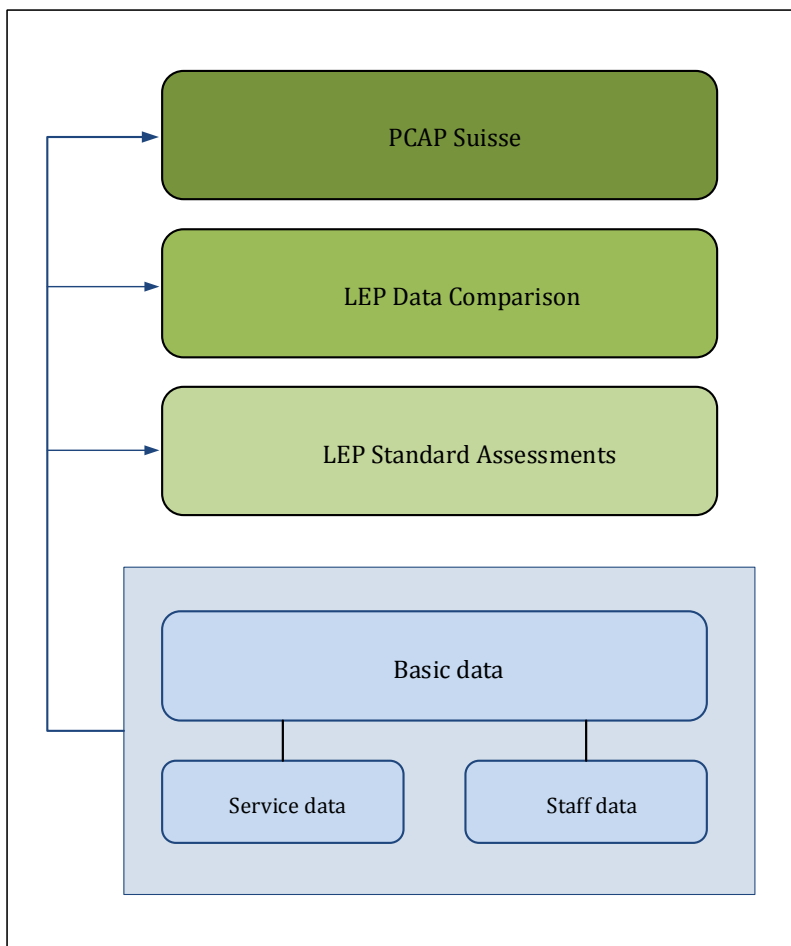 PCAP Suisse
LEP Data Comparison
LEP Standard Assessments
Basic data
Service data
Staff data